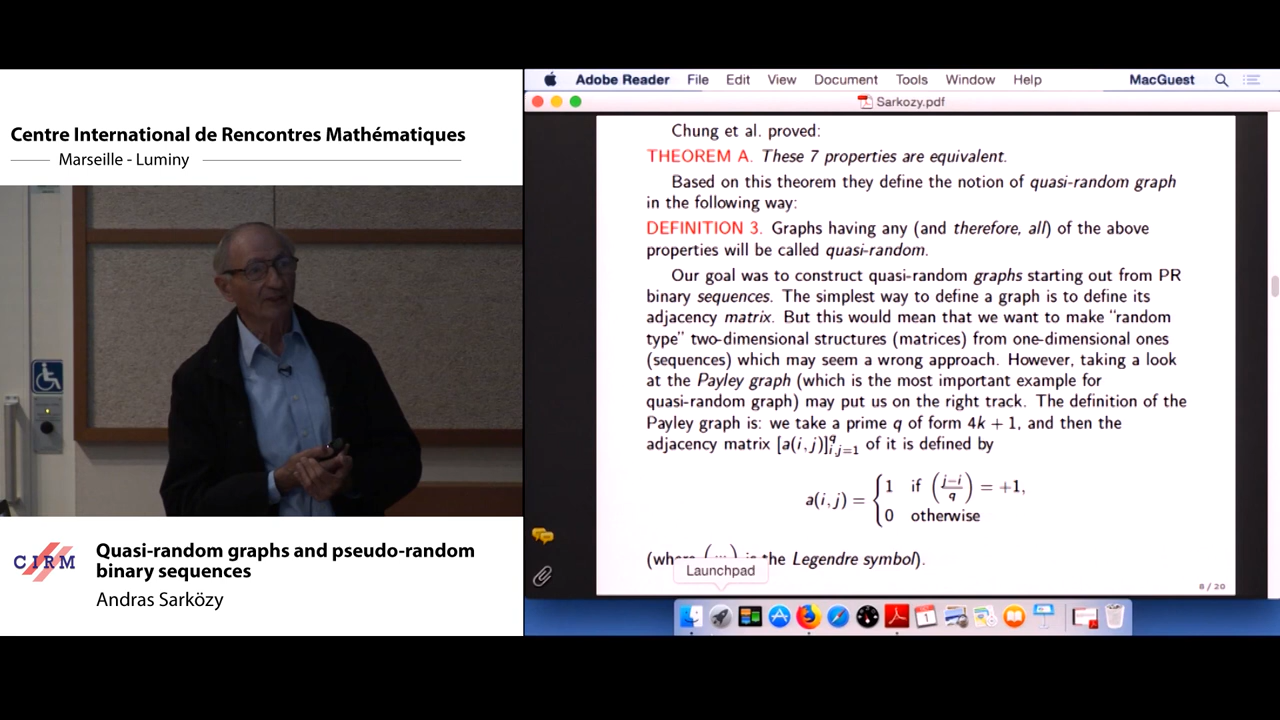 Centre International de Rencontres Mathématiques
Marseille - Luminy
CIRM
Quasi-random graphs and pseudo-random
binary sequences
Andras Sarközy
Adobe Reader File Edit View Document Tools Window Help MacGuest
Sarkozy.pdf
Chung et al. proved:
THEOREM A. These 7 properties are equivalent.
Based on this theorem they define the notion of quasi-random graph
in the following way:
DEFINITION 3. Graphs having any (and therefore, all) of the above
properties will be called quasi-random.
Our goal was to construct quasi-random graphs starting out from PR
binary sequences. The simplest way to define a graph is to define its
adjacency matrix. But this would mean that we want to make “random
type” two-dimensional structures (matrices) from one-dimensional ones
(sequences) which may seem a wrong approach. However, taking a look
at the Payley graph (which is the most important example for
quasi-random graph) may put us on the right track. The definition of the
Payley graph is: we take a prime q of form 4k + 1, and then the
adjacency matrix [a(i, j)]^q_{i,j=1} of it is defined by
a(i, j) = { 1 if (j−i/q) = +1,
0 otherwise
is the Legendre symbol).
8 / 20
Launchpad